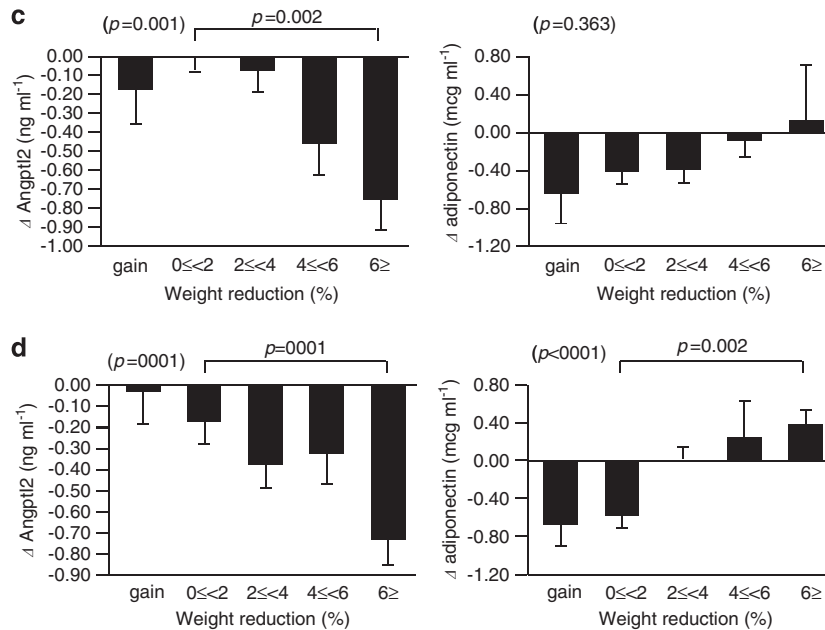 c
(p=0.001)
p=0.002
0.00
-0.10
-0.20
-0.30
-0.40
-0.50
-0.60
-0.70
-0.80
-0.90
-1.00
Δ Angptl2 (ng ml-1)
gain 0≤<2 2≤<4 4≤<6 6≥
Weight reduction (%)
(p=0.363)
0.80
0.40
0.00
-0.40
-0.80
-1.20
Δ adiponectin (mcg ml-1)
gain 0≤<2 2≤<4 4≤<6 6≥
Weight reduction (%)
d
(p=0001)
p=0001
0.00
-0.10
-0.20
-0.30
-0.40
-0.50
-0.60
-0.70
-0.80
-0.90
Δ Angptl2 (ng ml-1)
gain 0≤<2 2≤<4 4≤<6 6≥
Weight reduction (%)
(p<0001)
p=0.002
0.80
0.40
0.00
-0.40
-0.80
-1.20
Δ adiponectin (mcg ml-1)
gain 0≤<2 2≤<4 4≤<6 6≥
Weight reduction (%)